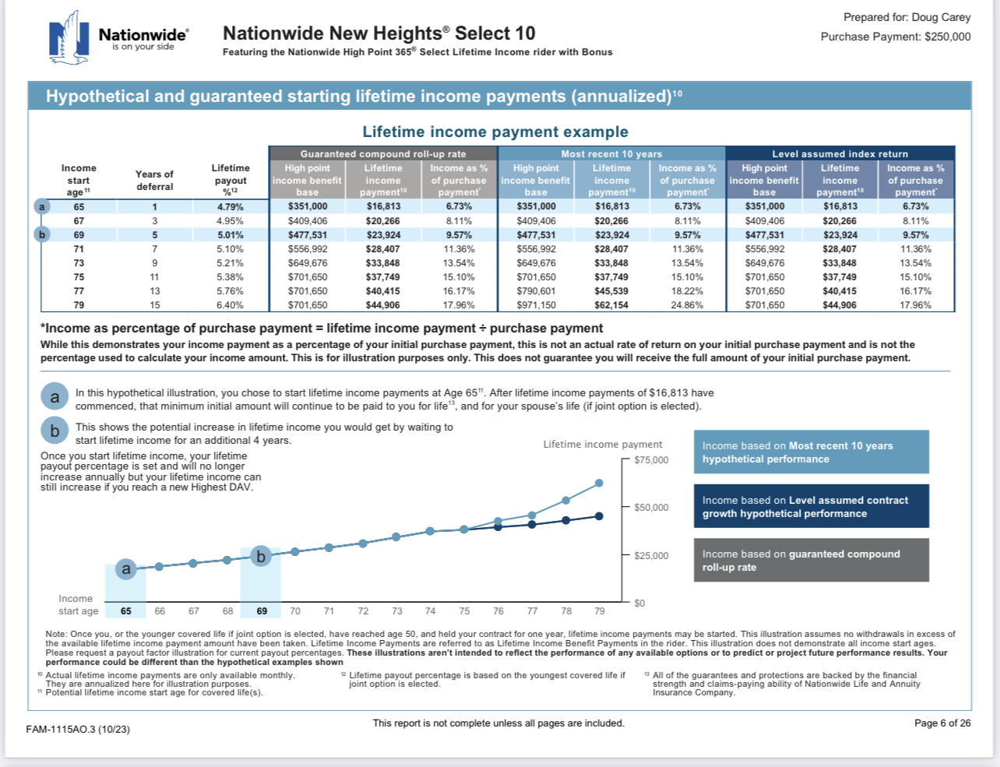 Nationwide®
is on your side
Nationwide New Heights® Select 10
Featuring the Nationwide High Point 365® Select Lifetime Income rider with Bonus
Prepared for: Doug Carey
Purchase Payment: $250,000
Hypothetical and guaranteed starting lifetime income payments (annualized)¹⁰
Lifetime income payment example
Guaranteed compound roll-up rate Most recent 10 years Level assumed index return
Income start age¹¹ Years of deferral Lifetime payout %¹² High point income benefit base Lifetime income payment¹⁰ Income as % of purchase payment* High point income benefit base Lifetime income payment¹⁰ Income as % of purchase payment* High point income benefit base Lifetime income payment¹⁰ Income as % of purchase payment*
a 65 1 4.79% $351,000 $16,813 6.73% $351,000 $16,813 6.73% $351,000 $16,813 6.73%
67 3 4.95% $409,406 $20,266 8.11% $409,406 $20,266 8.11% $409,406 $20,266 8.11%
b 69 5 5.01% $477,531 $23,924 9.57% $477,531 $23,924 9.57% $477,531 $23,924 9.57%
71 7 5.10% $556,992 $28,407 11.36% $556,992 $28,407 11.36% $556,992 $28,407 11.36%
73 9 5.21% $649,676 $33,848 13.54% $649,676 $33,848 13.54% $649,676 $33,848 13.54%
75 11 5.38% $701,650 $37,749 15.10% $701,650 $37,749 15.10% $701,650 $37,749 15.10%
77 13 5.76% $701,650 $40,415 16.17% $790,601 $45,539 18.22% $701,650 $40,415 16.17%
79 15 6.40% $701,650 $44,906 17.96% $971,150 $62,154 24.86% $701,650 $44,906 17.96%
*Income as percentage of purchase payment = lifetime income payment ÷ purchase payment
While this demonstrates your income payment as a percentage of your initial purchase payment, this is not an actual rate of return on your initial purchase payment and is not the
percentage used to calculate your income amount. This is for illustration purposes only. This does not guarantee you will receive the full amount of your initial purchase payment.
a
In this hypothetical illustration, you chose to start lifetime income payments at Age 65¹¹. After lifetime income payments of $16,813 have
commenced, that minimum initial amount will continue to be paid to you for life¹³, and for your spouse's life (if joint option is elected).
b
This shows the potential increase in lifetime income you would get by waiting to
start lifetime income for an additional 4 years.
Once you start lifetime income, your lifetime
payout percentage is set and will no longer
increase annually but your lifetime income can
still increase if you reach a new Highest DAV.
Lifetime income payment
$75,000
$50,000
$25,000
$0
a
b
Income
start age 65 66 67 68 69 70 71 72 73 74 75 76 77 78 79
Income based on Most recent 10 years
hypothetical performance
Income based on Level assumed contract
growth hypothetical performance
Income based on guaranteed compound
roll-up rate
Note: Once you, or the younger covered life if joint option is elected, have reached age 50, and held your contract for one year, lifetime income payments may be started. This illustration assumes no withdrawals in excess of
the available lifetime income payment amount have been taken. Lifetime Income Payments are referred to as Lifetime Income Benefit Payments in the rider. This illustration does not demonstrate all income start ages.
Please request a payout factor illustration for current payout percentages. These illustrations aren't intended to reflect the performance of any available options or to predict or project future performance results. Your
performance could be different than the hypothetical examples shown
¹⁰ Actual lifetime income payments are only available monthly.
They are annualized here for illustration purposes.
¹¹ Potential lifetime income start age for covered life(s).
¹² Lifetime payout percentage is based on the youngest covered life if
joint option is elected.
¹³ All of the guarantees and protections are backed by the financial
strength and claims-paying ability of Nationwide Life and Annuity
Insurance Company.
FAM-1115AO.3 (10/23)
This report is not complete unless all pages are included.
Page 6 of 26